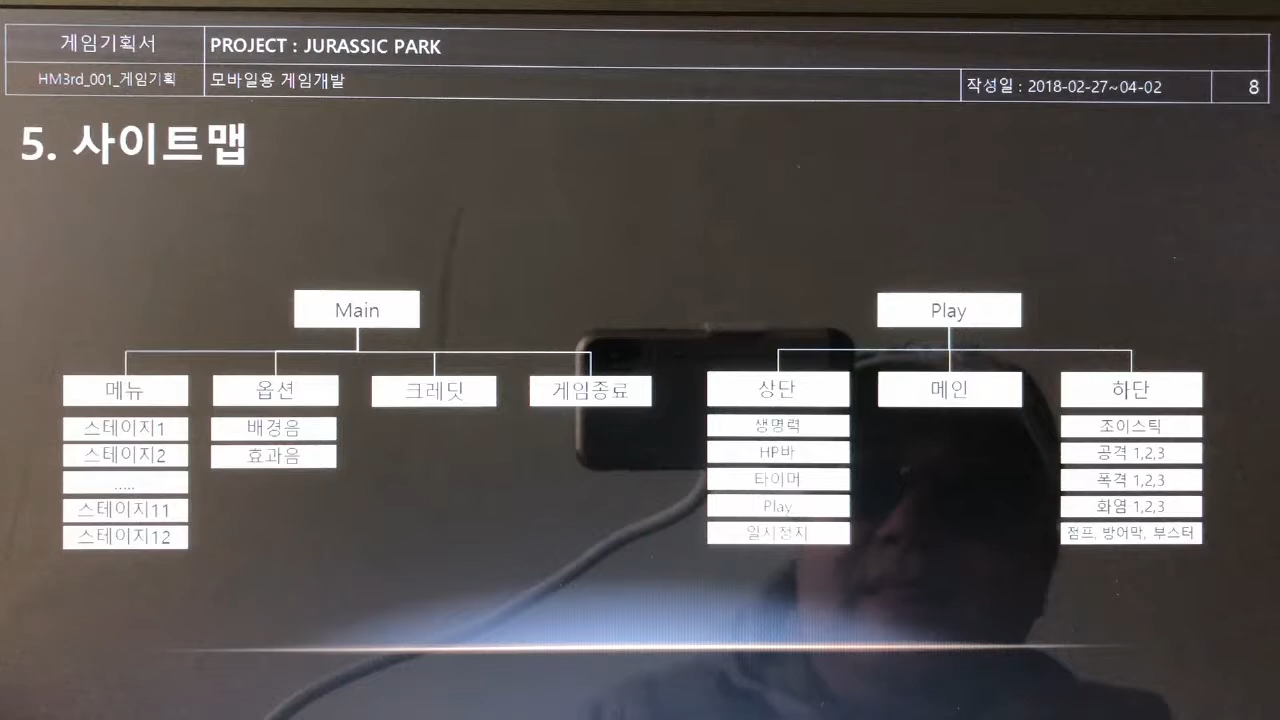 게임기획서
PROJECT : JURASSIC PARK
HM3rd_001_게임기획
모바일용 게임개발
작성일 : 2018-02-27~04-02
8
5. 사이트맵
Main
메뉴
옵션
크레딧
게임종료
스테이지1
스테이지2
.....
스테이지11
스테이지12
배경음
효과음
Play
상단
메인
하단
생명력
HP바
타이머
Play
일시정지
조이스틱
공격 1,2,3
폭격 1,2,3
화염 1,2,3
점프, 방어막, 부스터